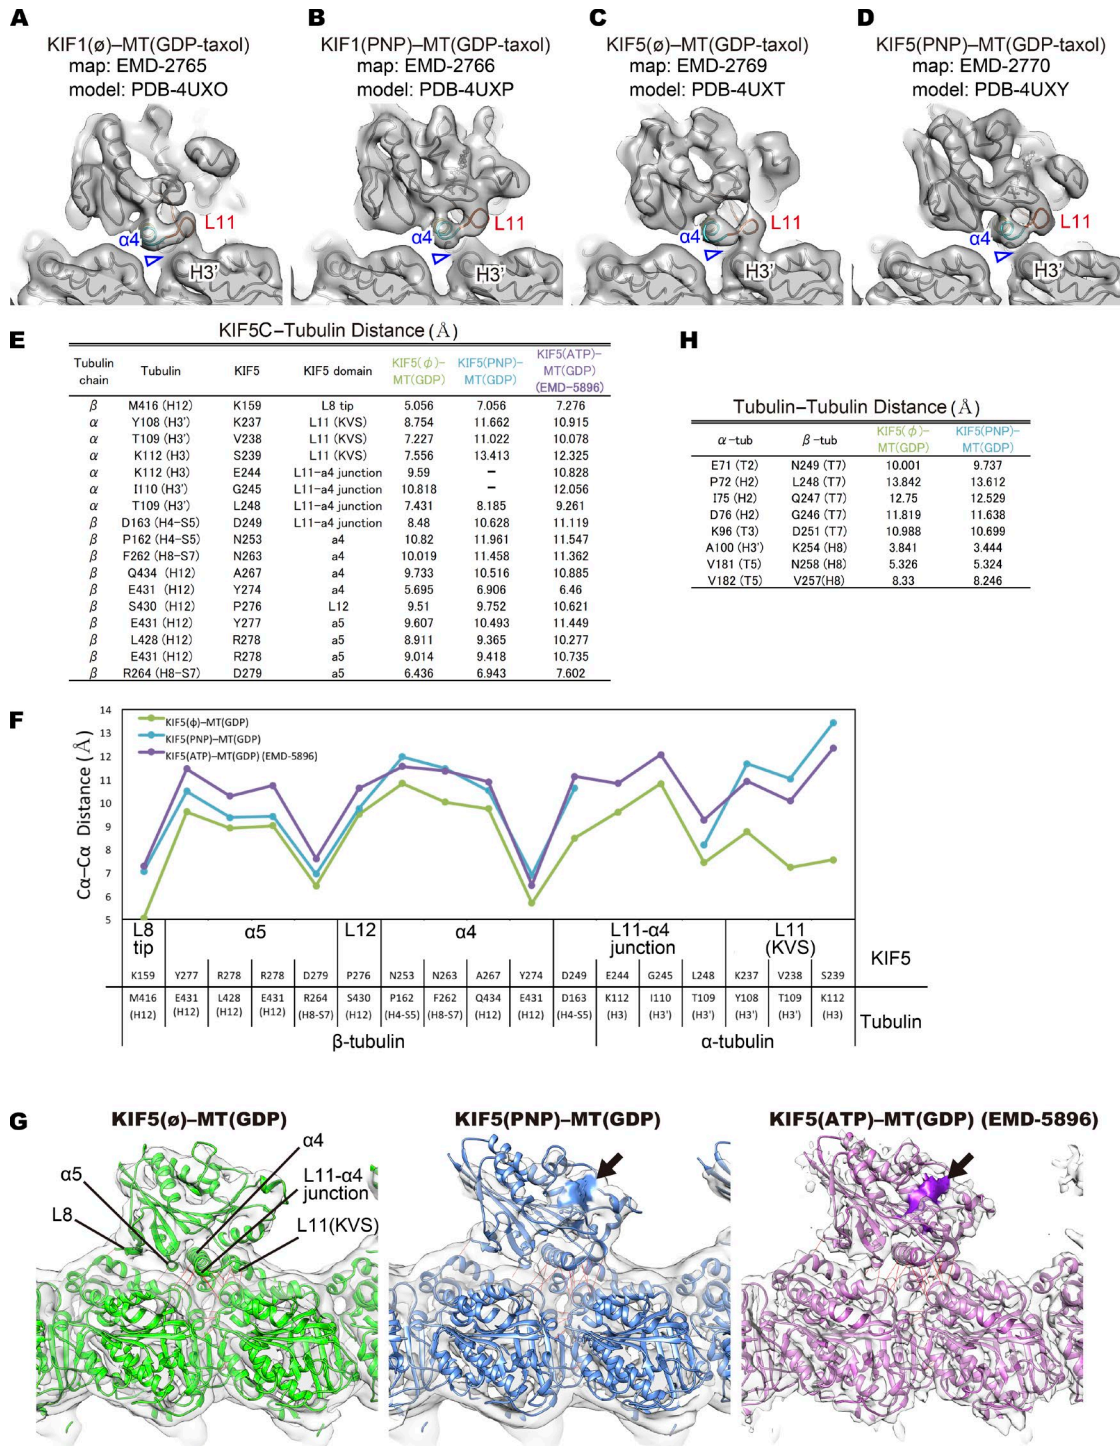 A
KIF1(ø)–MT(GDP-taxol)
map: EMD-2765
model: PDB-4UXO
L11
α4
H3'
B
KIF1(PNP)–MT(GDP-taxol)
map: EMD-2766
model: PDB-4UXP
L11
α4
H3'
C
KIF5(ø)–MT(GDP-taxol)
map: EMD-2769
model: PDB-4UXT
L11
α4
H3'
D
KIF5(PNP)–MT(GDP-taxol)
map: EMD-2770
model: PDB-4UXY
L11
α4
H3'
E
KIF5C–Tubulin Distance (Å)
Tubulin chain Tubulin KIF5 KIF5 domain KIF5(ϕ)–MT(GDP) KIF5(PNP)–MT(GDP) KIF5(ATP)–MT(GDP) (EMD-5896)
β M416 (H12) K159 L8 tip 5.056 7.056 7.276
α Y108 (H3') K237 L11 (KVS) 8.754 11.662 10.915
α T109 (H3') V238 L11 (KVS) 7.227 11.022 10.078
α K112 (H3) S239 L11 (KVS) 7.556 13.413 12.325
α K112 (H3) E244 L11-a4 junction 9.59 – 10.828
α I110 (H3') G245 L11-a4 junction 10.818 – 12.056
α T109 (H3') L248 L11-a4 junction 7.431 8.185 9.261
β D163 (H4-S5) D249 L11-a4 junction 8.48 10.628 11.119
β P162 (H4-S5) N253 a4 10.82 11.961 11.547
β F262 (H8-S7) N263 a4 10.019 11.458 11.362
β Q434 (H12) A267 a4 9.733 10.516 10.885
β E431 (H12) Y274 a4 5.695 6.906 6.46
β S430 (H12) P276 L12 9.51 9.752 10.621
β E431 (H12) Y277 a5 9.607 10.493 11.449
β L428 (H12) R278 a5 8.911 9.365 10.277
β E431 (H12) R278 a5 9.014 9.418 10.735
β R264 (H8-S7) D279 a5 6.436 6.943 7.602
H
Tubulin–Tubulin Distance (Å)
α-tub β-tub KIF5(ϕ)–MT(GDP) KIF5(PNP)–MT(GDP)
E71 (T2) N249 (T7) 10.001 9.737
P72 (H2) L248 (T7) 13.842 13.612
I75 (H2) Q247 (T7) 12.75 12.529
D76 (H2) G246 (T7) 11.819 11.638
K96 (T3) D251 (T7) 10.988 10.699
A100 (H3') K254 (H8) 3.841 3.444
V181 (T5) N258 (H8) 5.326 5.324
V182 (T5) V257(H8) 8.33 8.246
F
Cα–Cα Distance (Å)
14
13
12
11
10
9
8
7
6
5
KIF5(ϕ)–MT(GDP)
KIF5(PNP)–MT(GDP)
KIF5(ATP)–MT(GDP) (EMD-5896)
L8 tip α5 L12 α4 L11-α4 junction L11 (KVS)
KIF5
K159 Y277 R278 R278 D279 P276 N253 N263 A267 Y274 D249 E244 G245 L248 K237 V238 S239
M416 E431 L428 E431 R264 S430 P162 F262 Q434 E431 D163 K112 I110 T109 Y108 T109 K112
(H12) (H12) (H12) (H12) (H8-S7) (H12) (H4-S5) (H8-S7) (H12) (H12) (H4-S5) (H3) (H3') (H3') (H3') (H3') (H3)
Tubulin
β-tubulin α-tubulin
G
KIF5(ø)–MT(GDP)
α4
α5
L11-α4 junction
L8
L11(KVS)
KIF5(PNP)–MT(GDP)
KIF5(ATP)–MT(GDP) (EMD-5896)